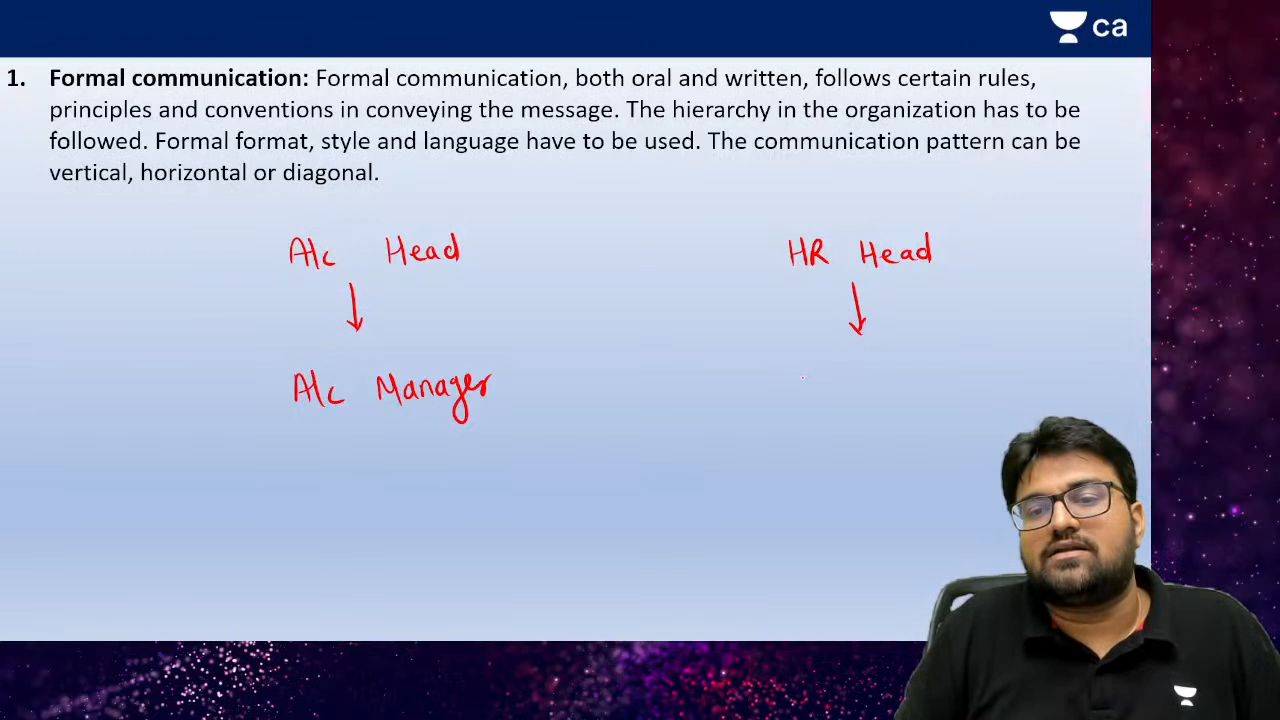 ca
1. Formal communication: Formal communication, both oral and written, follows certain rules,
principles and conventions in conveying the message. The hierarchy in the organization has to be
followed. Formal format, style and language have to be used. The communication pattern can be
vertical, horizontal or diagonal.
A/c Head HR Head
A/c Manager